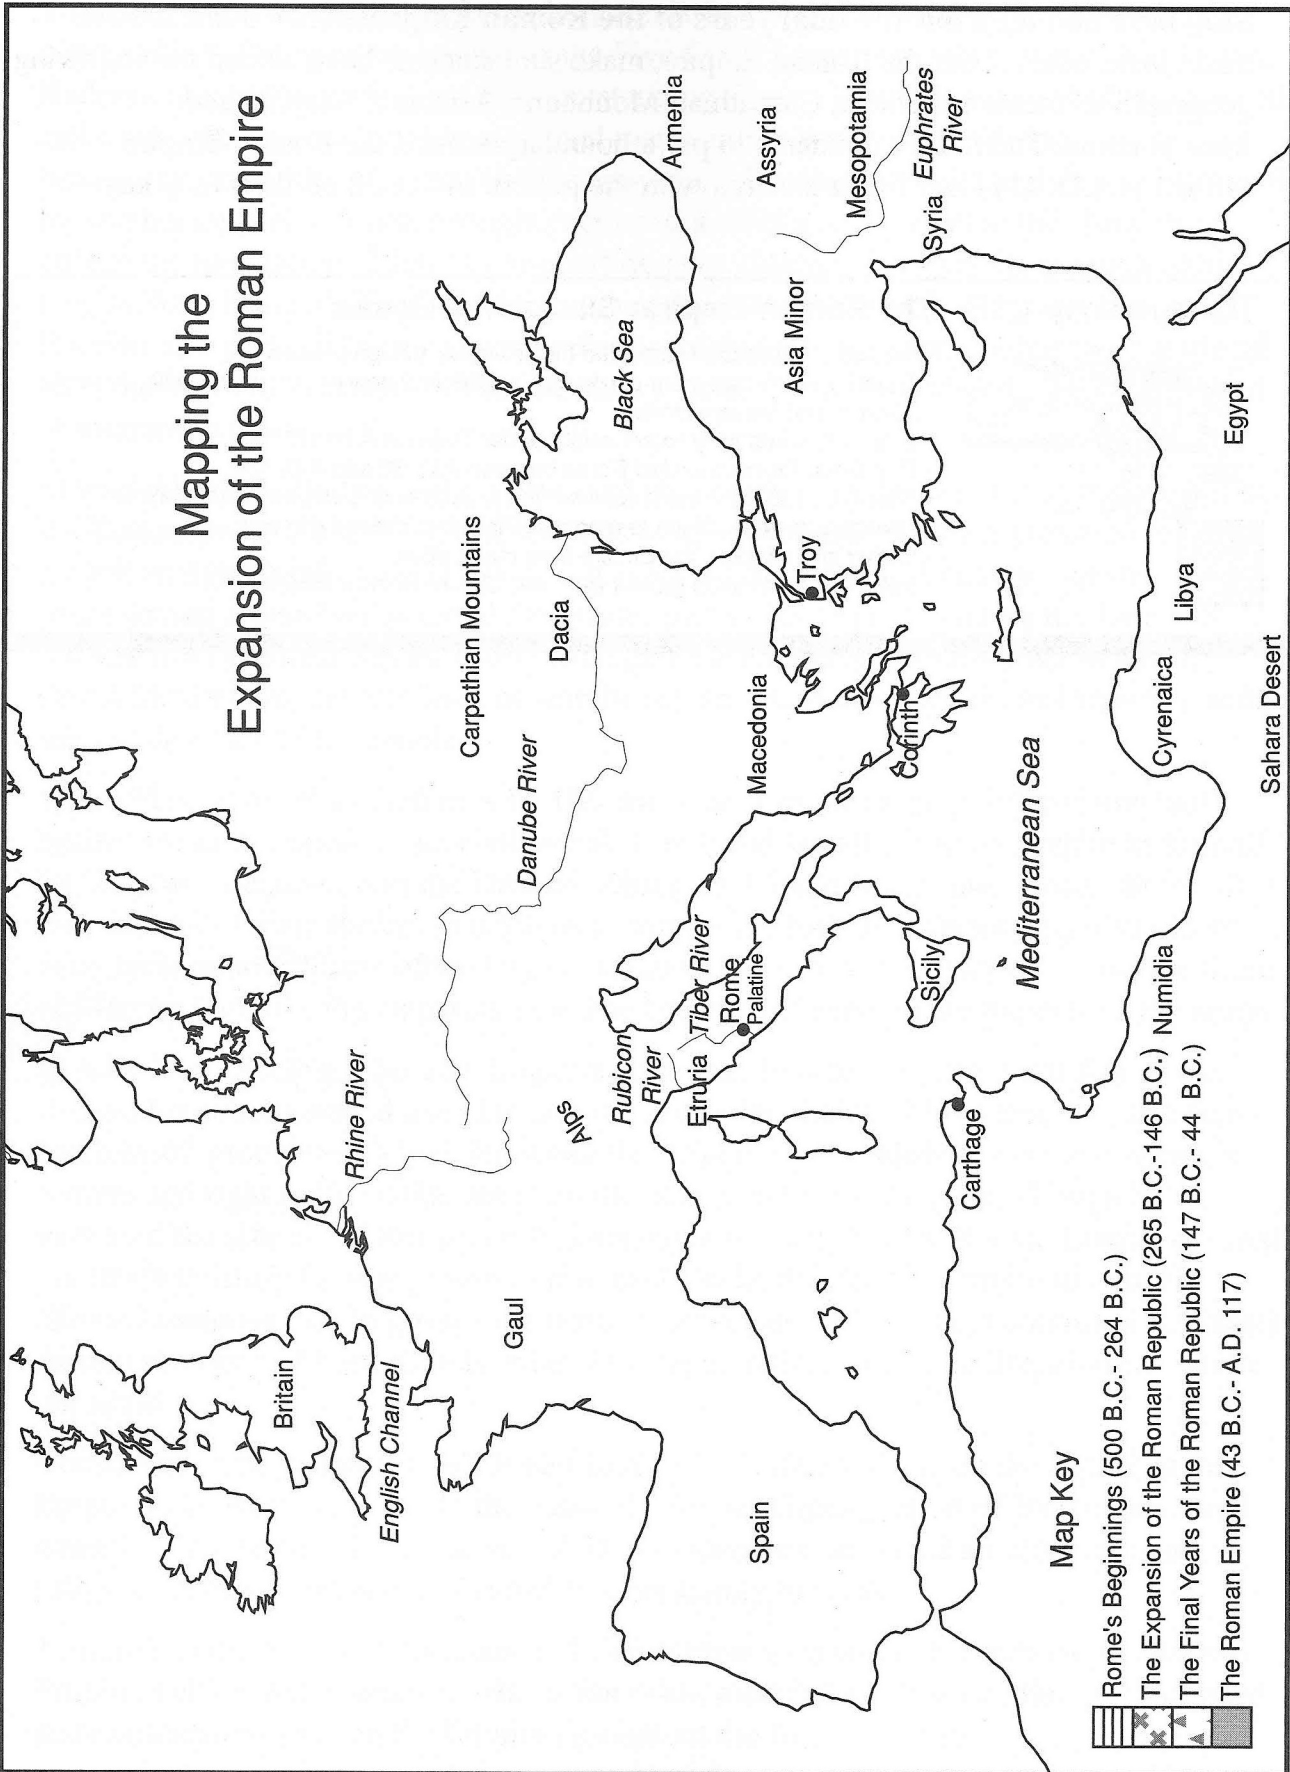 Mapping the
Expansion of the Roman Empire
Britain
English Channel
Gaul
Spain
Rhine River
Alps
Rubicon
River
Etruria
Tiber River
Rome
Palatine
Sicily
Carthage
Numidia
Mediterranean Sea
Carpathian Mountains
Danube River
Dacia
Macedonia
Corinth
Troy
Black Sea
Asia Minor
Armenia
Assyria
Mesopotamia
Euphrates
River
Syria
Cyrenaica
Libya
Egypt
Sahara Desert
Map Key
Rome's Beginnings (500 B.C.- 264 B.C.)
The Expansion of the Roman Republic (265 B.C.-146 B.C.)
The Final Years of the Roman Republic (147 B.C.- 44 B.C.)
The Roman Empire (43 B.C.- A.D. 117)